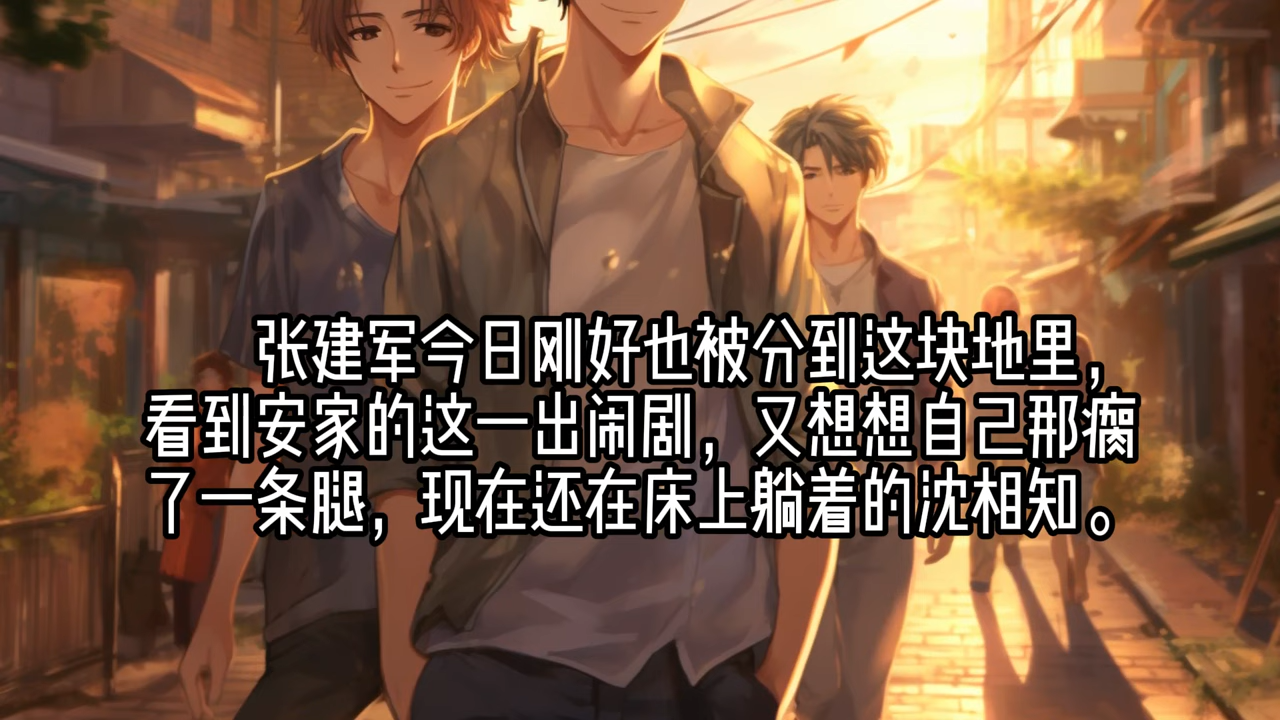 张建军今日刚好也被分到这块地里，
看到安家的这一出闹剧，又想想自己那瘸
了一条腿，现在还在床上躺着的沈相知。